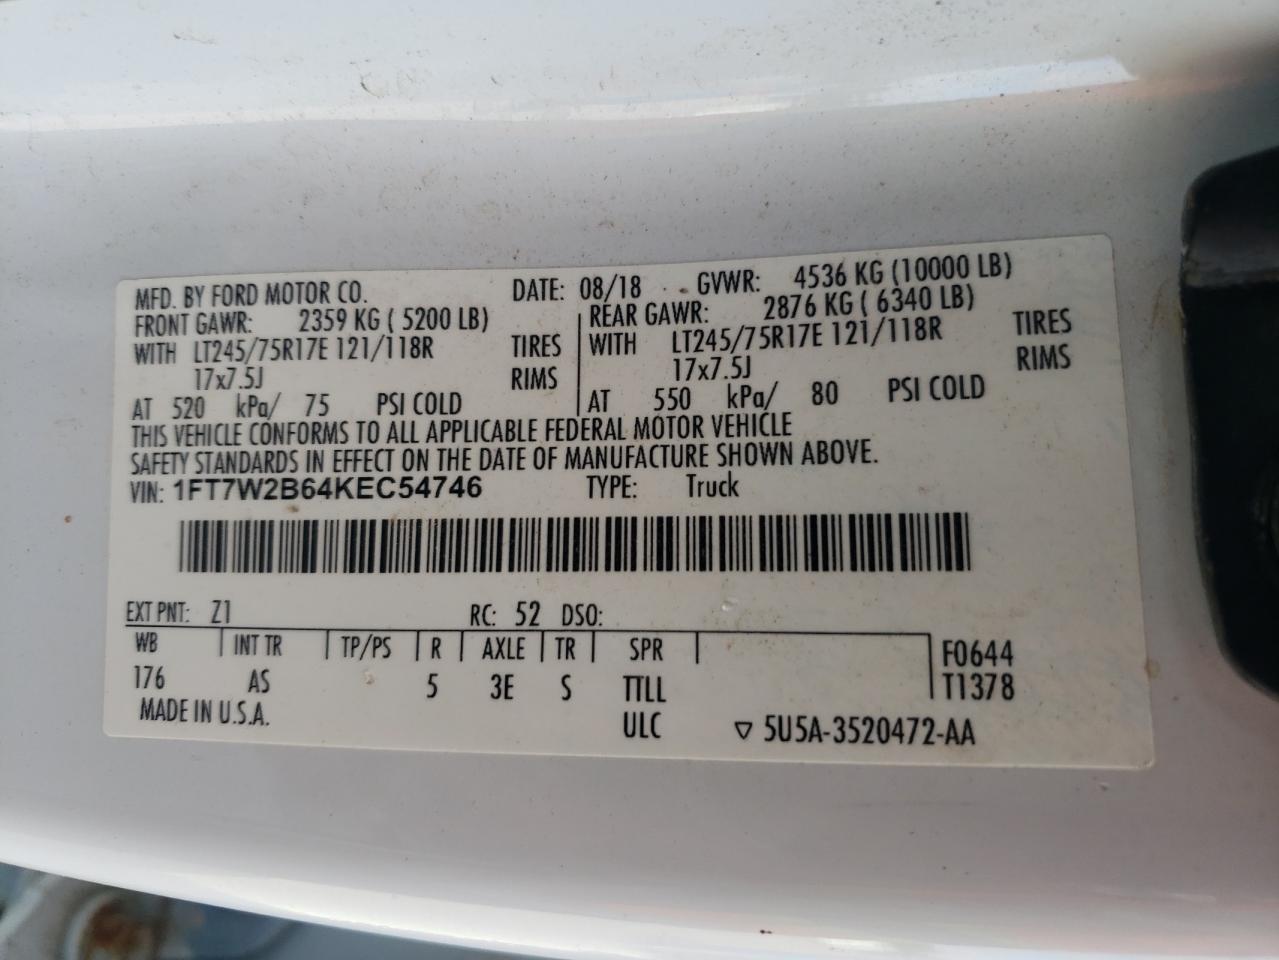 MFD. BY FORD MOTOR CO. DATE: 08/18 GVWR: 4536 KG (10000 LB)
FRONT GAWR: 2359 KG ( 5200 LB) REAR GAWR: 2876 KG ( 6340 LB)
WITH LT245/75R17E 121/118R TIRES WITH LT245/75R17E 121/118R TIRES
17x7.5J RIMS 17x7.5J RIMS
AT 520 kPa/ 75 PSI COLD AT 550 kPa/ 80 PSI COLD
THIS VEHICLE CONFORMS TO ALL APPLICABLE FEDERAL MOTOR VEHICLE
SAFETY STANDARDS IN EFFECT ON THE DATE OF MANUFACTURE SHOWN ABOVE.
VIN: 1FT7W2B64KEC54746 TYPE: Truck
EXT PNT: Z1 RC: 52 DSO:
WB INT TR TP/PS R AXLE TR SPR F0644
176 AS 5 3E S TTLL T1378
MADE IN U.S.A. ULC ▽ 5U5A-3520472-AA